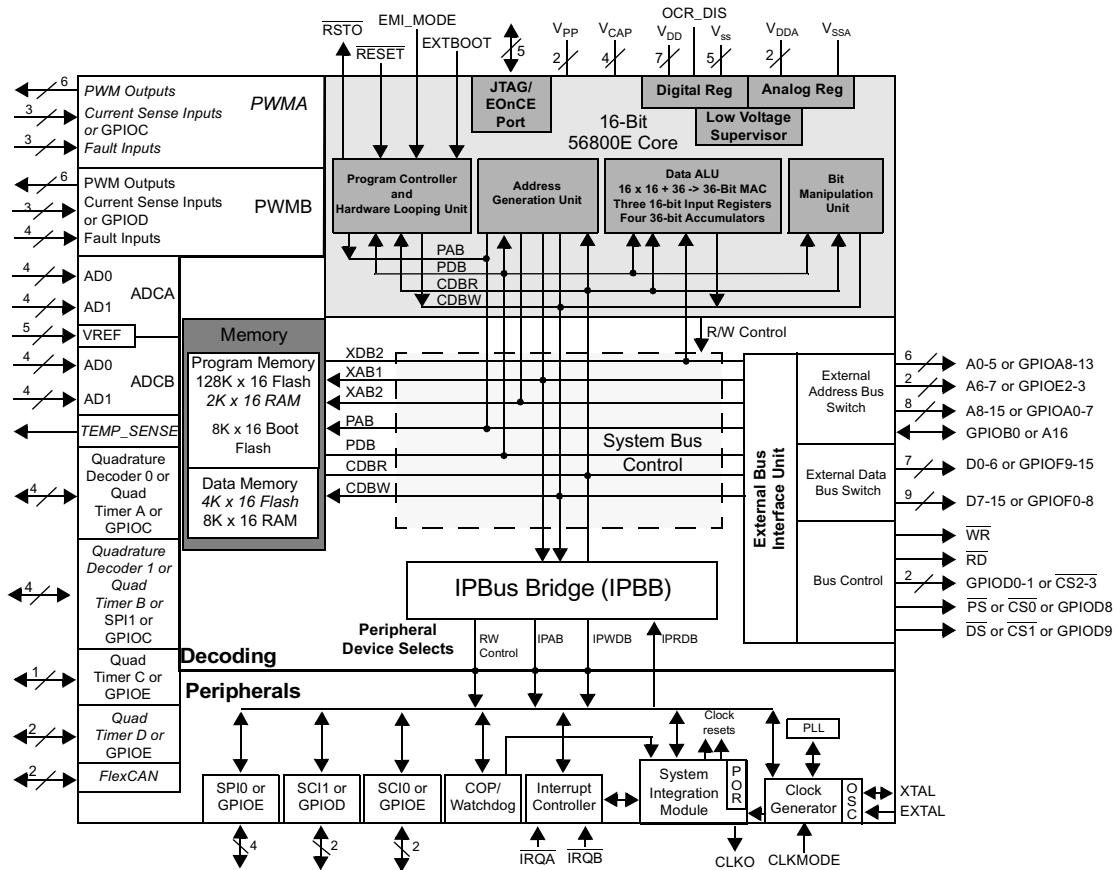 RSTO
EMI_MODE
RESET
EXTBOOT
5
VPP
2
VCAP
4
OCR_DIS
VDD
7
Vss
5
VDDA
2
VSSA
6
PWM Outputs
PWMA
3
Current Sense Inputs
or GPIOC
3
Fault Inputs
6
PWM Outputs
3
Current Sense Inputs
or GPIOD
PWMB
4
Fault Inputs
JTAG/
EOnCE
Port
Digital Reg
Analog Reg
Low Voltage
Supervisor
16-Bit
56800E Core
Program Controller
and
Hardware Looping Unit
Address
Generation Unit
Data ALU
16 x 16 + 36 -> 36-Bit MAC
Three 16-bit Input Registers
Four 36-bit Accumulators
Bit
Manipulation
Unit
PAB
PDB
CDBR
CDBW
4
AD0
ADCA
4
AD1
5
VREF
4
AD0
ADCB
4
AD1
TEMP_SENSE
4
Quadrature
Decoder 0 or
Quad
Timer A or
GPIOC
4
Quadrature
Decoder 1 or
Quad
Timer B or
SPI1 or
GPIOC
1
Quad
Timer C or
GPIOE
2
Quad
Timer D or
GPIOE
2
FlexCAN
Memory
Program Memory
128K x 16 Flash
2K x 16 RAM
8K x 16 Boot
Flash
Data Memory
4K x 16 Flash
8K x 16 RAM
R/W Control
XDB2
XAB1
XAB2
PAB
PDB
CDBR
CDBW
System Bus
Control
External Bus
Interface Unit
External
Address Bus
Switch
External Data
Bus Switch
Bus Control
6
A0-5 or GPIOA8-13
2
A6-7 or GPIOE2-3
8
A8-15 or GPIOA0-7
GPIOB0 or A16
7
D0-6 or GPIOF9-15
9
D7-15 or GPIOF0-8
WR
RD
2
GPIOD0-1 or CS2-3
PS or CS0 or GPIOD8
DS or CS1 or GPIOD9
IPBus Bridge (IPBB)
Peripheral
Device Selects
RW
Control
IPAB
IPWDB
IPRDB
Decoding
Peripherals
Clock
resets
PLL
SPI0 or
GPIOE
SCI1 or
GPIOD
SCI0 or
GPIOE
COP/
Watchdog
Interrupt
Controller
System
Integration
Module
POR
Clock
Generator
OSC
XTAL
EXTAL
4
2
2
IRQA
IRQB
CLKO
CLKMODE